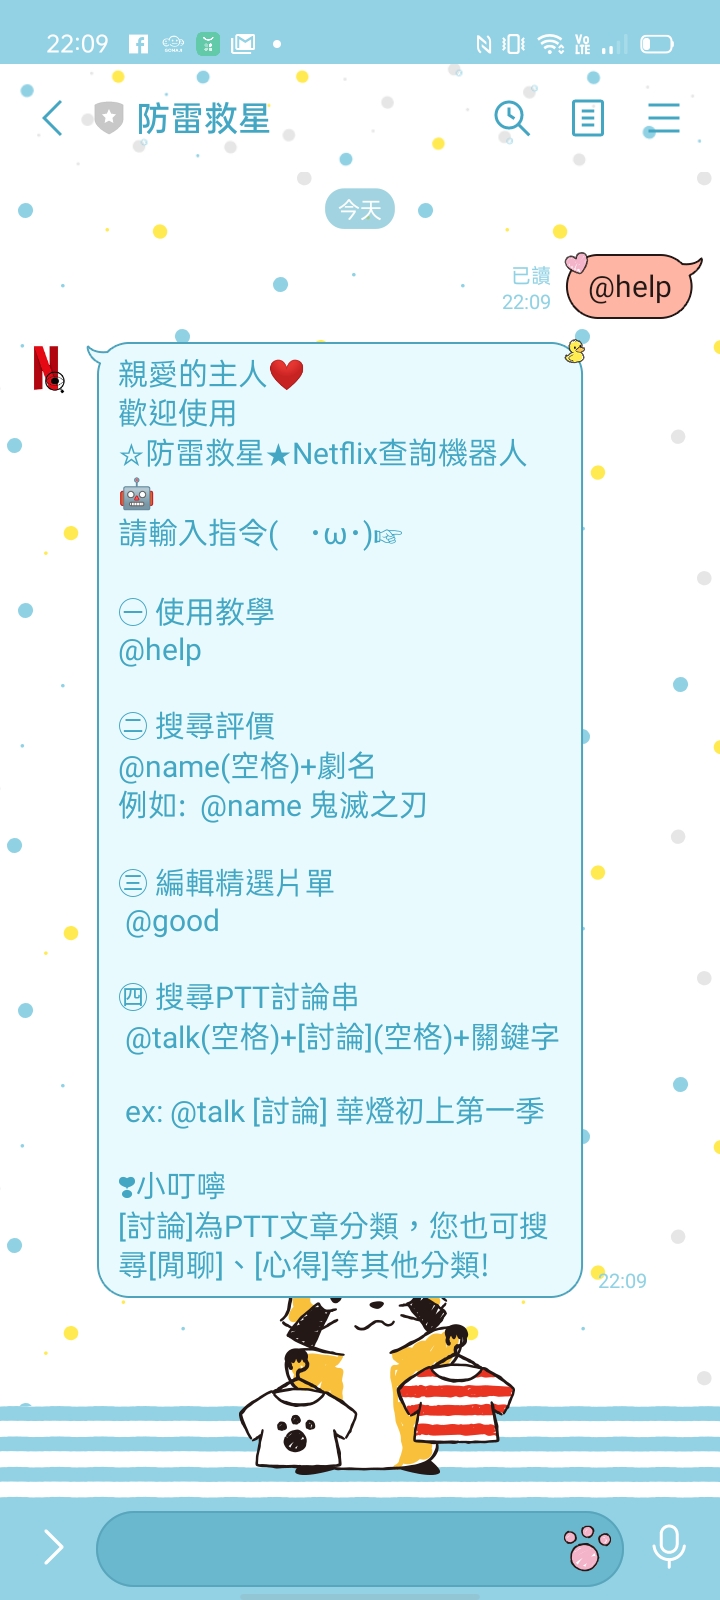 22:09
防雷救星
今天
已讀
22:09
@help
親愛的主人❤
歡迎使用
☆防雷救星★Netflix查詢機器人
🤖
請輸入指令(　･ω･)☞
㊀ 使用教學
@help
㊁ 搜尋評價
@name(空格)+劇名
例如: @name 鬼滅之刃
㊂ 編輯精選片單
@good
㊃ 搜尋PTT討論串
@talk(空格)+[討論](空格)+關鍵字
ex: @talk [討論] 華燈初上第一季
❣小叮嚀
[討論]為PTT文章分類，您也可搜
尋[閒聊]、[心得]等其他分類!
22:09